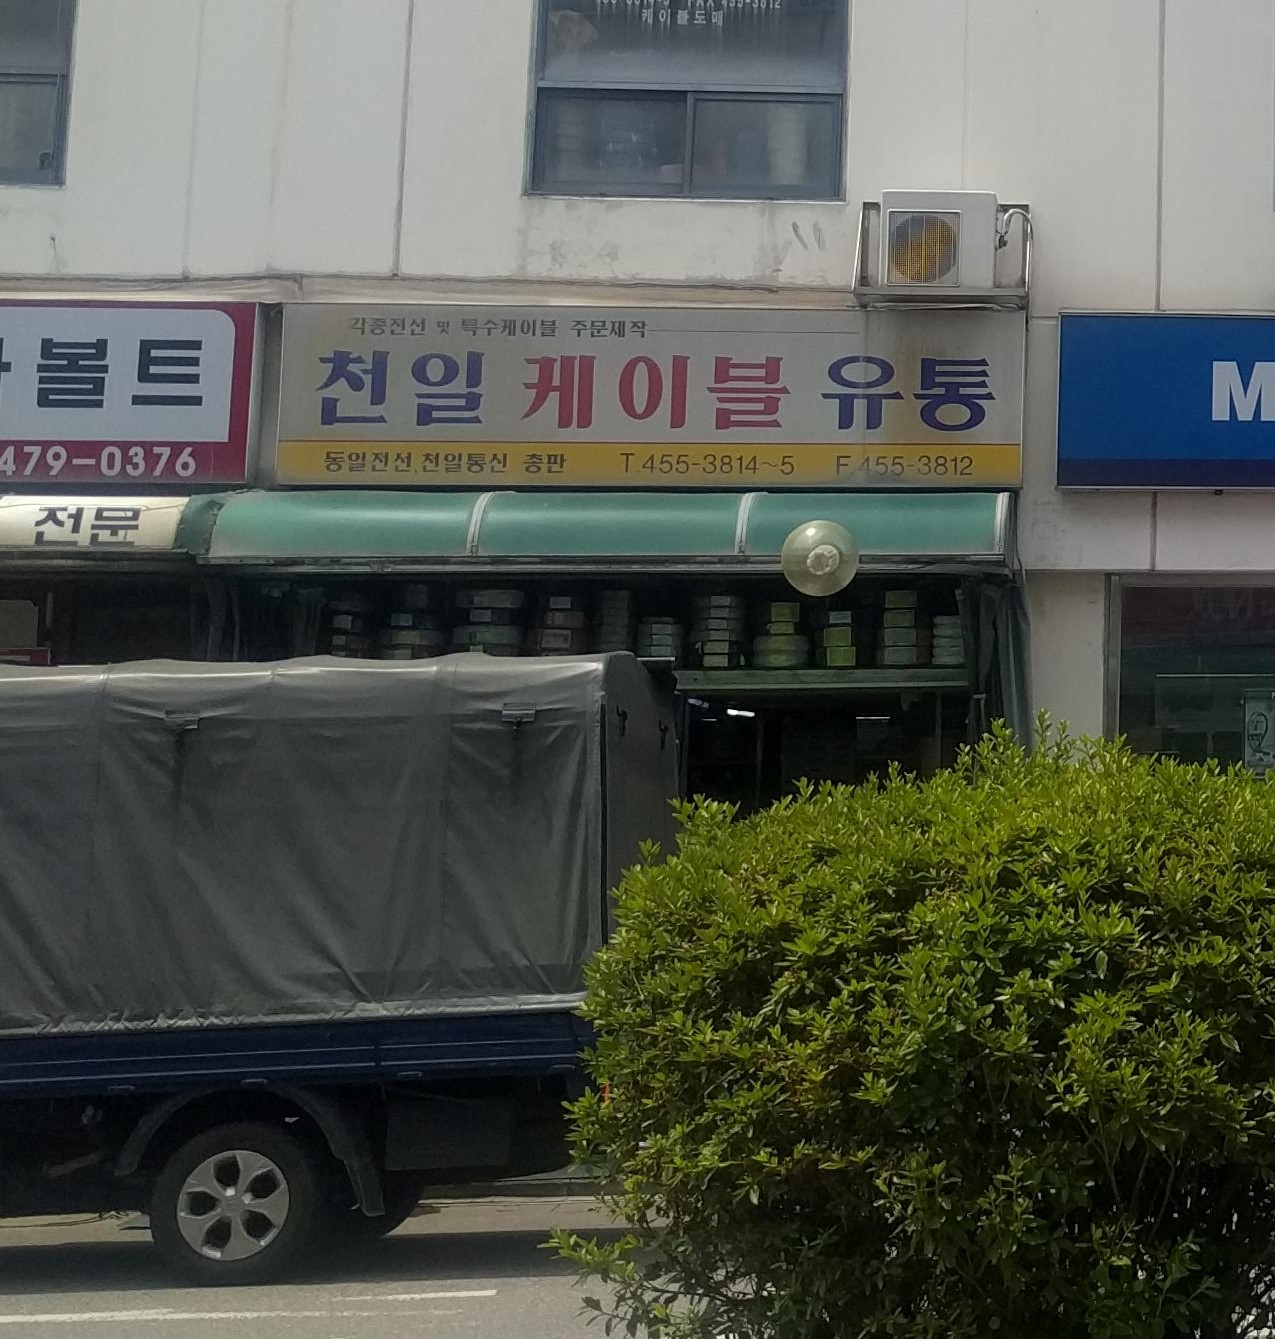 455-3812
케이블도매
각종전선 및 특수케이블 주문제작
천일 케이블 유통
동일전선,천일통신 총판 T.455-3814~5 F.455-3812
볼트
479-0376
전문
M